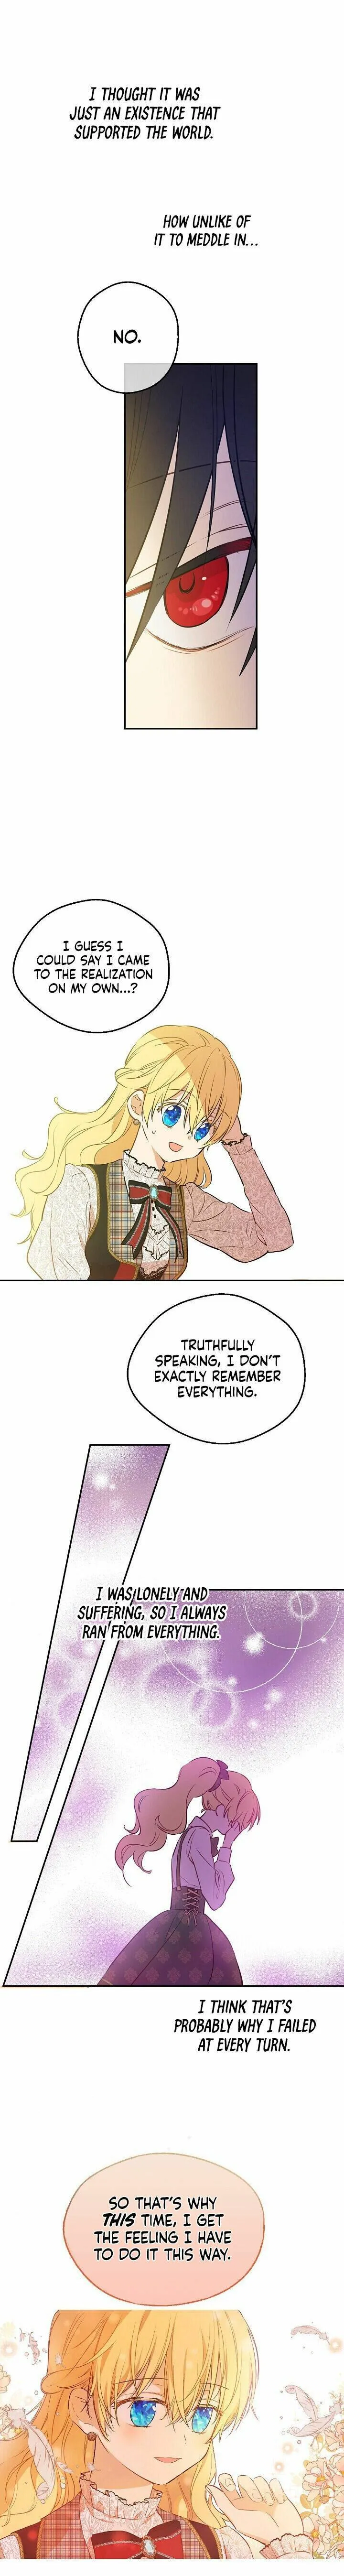 I THOUGHT IT WAS
JUST AN EXISTENCE THAT
SUPPORTED THE WORLD.
HOW UNLIKE OF
IT TO MEDDLE IN...
NO.
I GUESS I
COULD SAY I CAME
TO THE REALIZATION
ON MY OWN...?
TRUTHFULLY
SPEAKING, I DON'T
EXACTLY REMEMBER
EVERYTHING.
I WAS LONELY AND
SUFFERING, SO I ALWAYS
RAN FROM EVERYTHING.
I THINK THAT'S
PROBABLY WHY I FAILED
AT EVERY TURN.
SO THAT'S WHY
THIS TIME, I GET
THE FEELING I HAVE
TO DO IT THIS WAY.